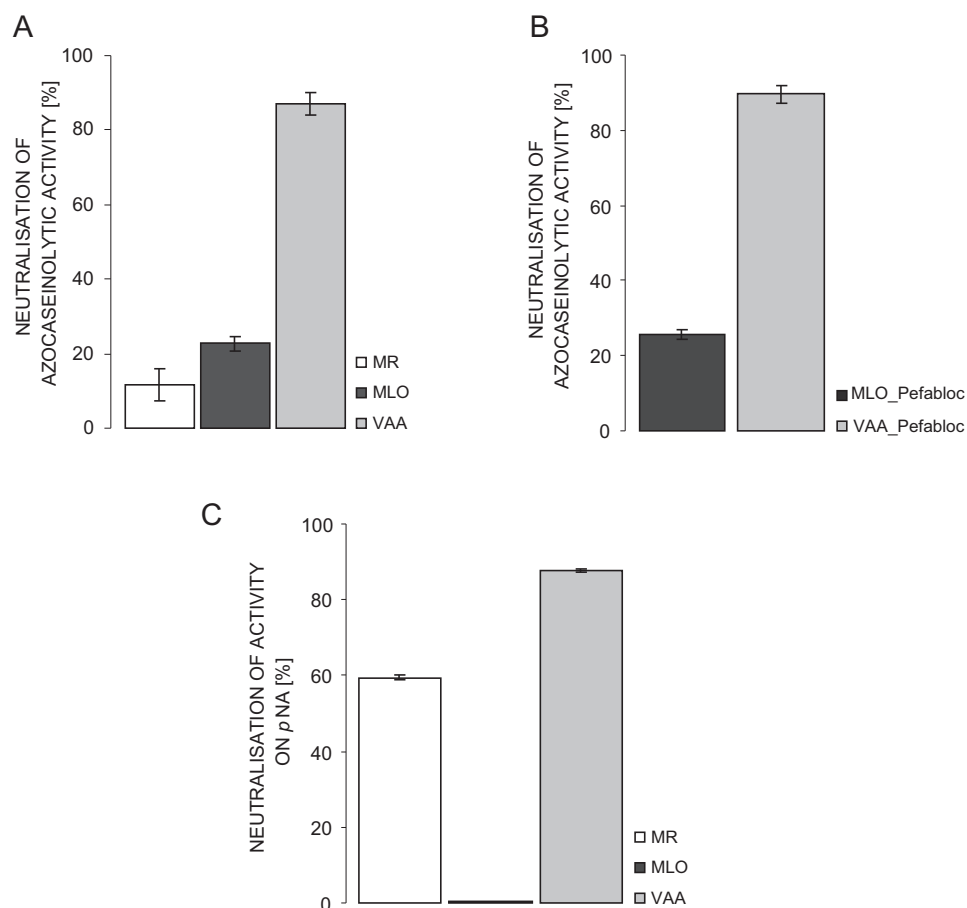 A
NEUTRALISATION OF
AZOCASEINOLYTIC ACTIVITY [%]
100
80
60
40
20
0
MR
MLO
VAA
B
NEUTRALISATION OF
AZOCASEINOLYTIC ACTIVITY [%]
100
80
60
40
20
0
MLO_Pefabloc
VAA_Pefabloc
C
NEUTRALISATION OF ACTIVITY
ON pNA [%]
100
80
60
40
20
0
MR
MLO
VAA